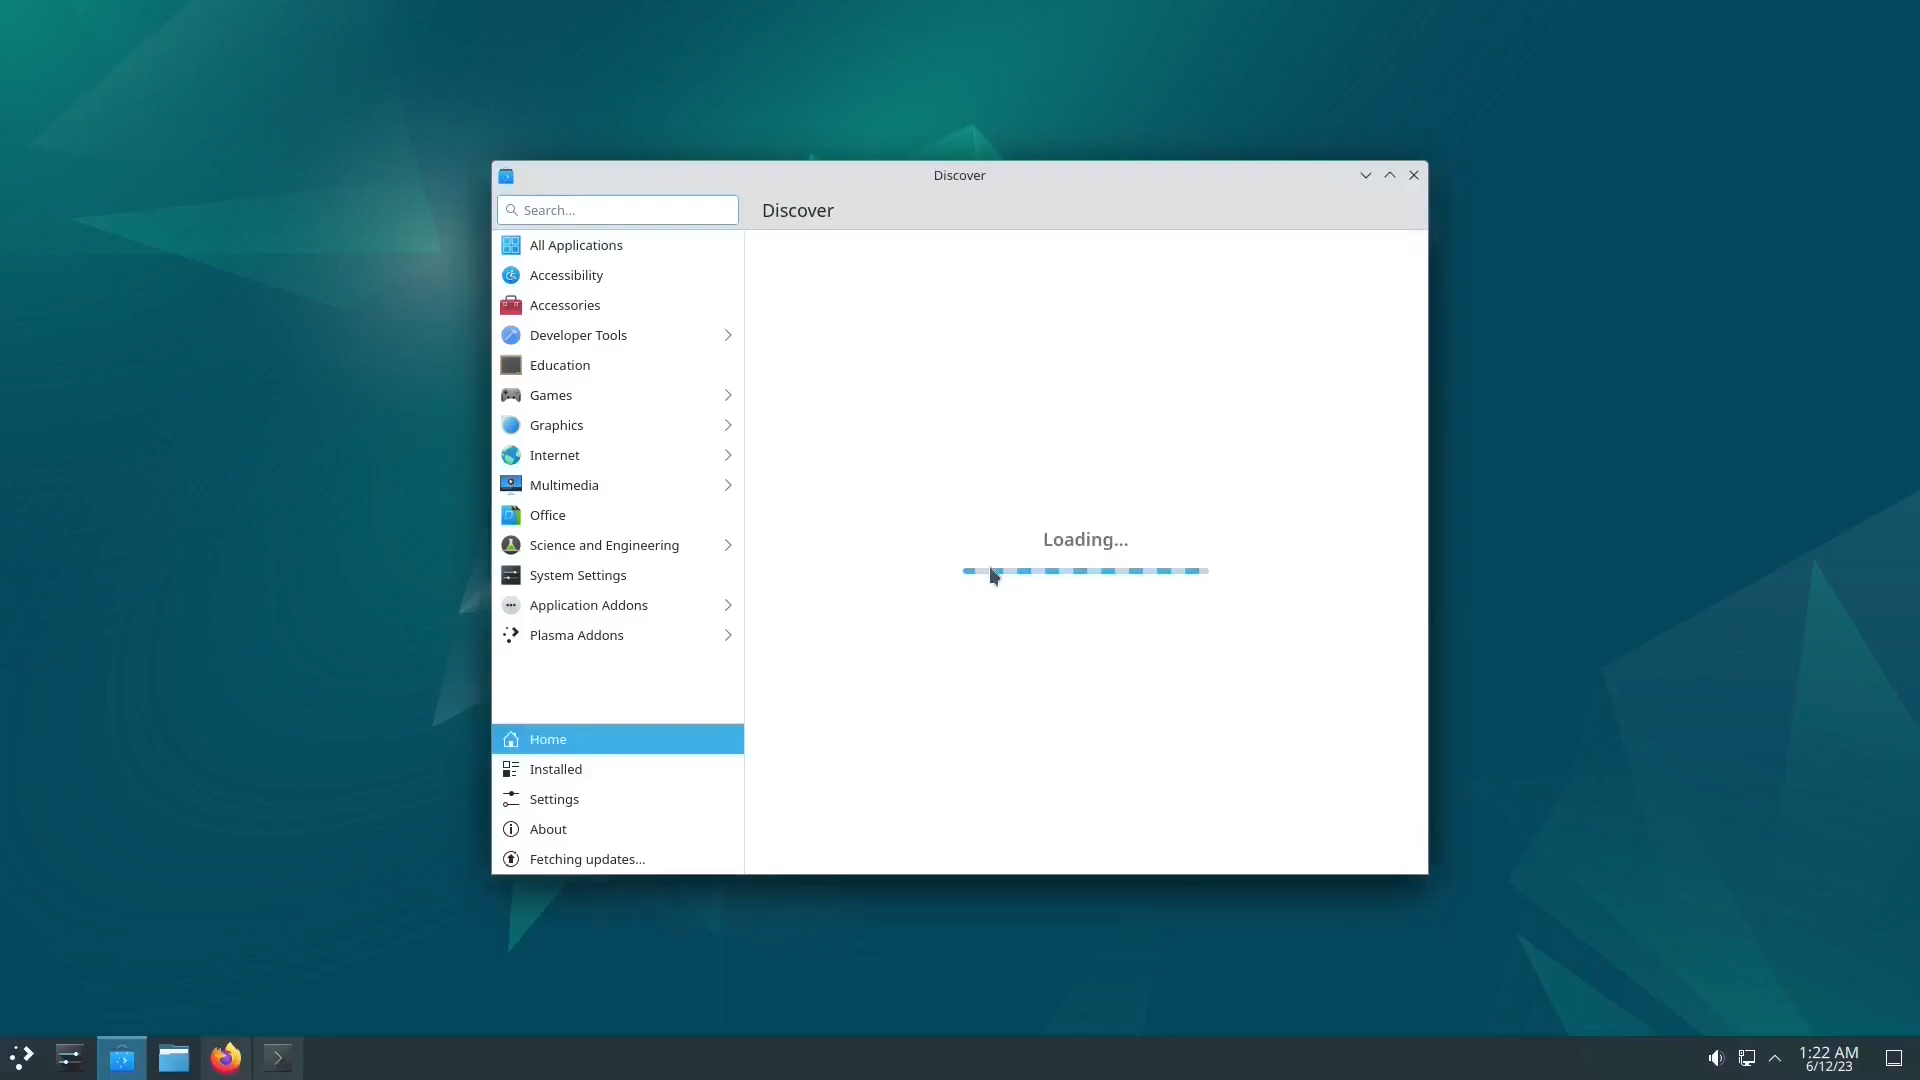 Discover
Search...
Discover
All Applications
Accessibility
Accessories
Developer Tools
Education
Games
Graphics
Internet
Multimedia
Office
Science and Engineering
System Settings
Application Addons
Plasma Addons
Loading...
Home
Installed
Settings
About
Fetching updates...
1:22 AM
6/12/23